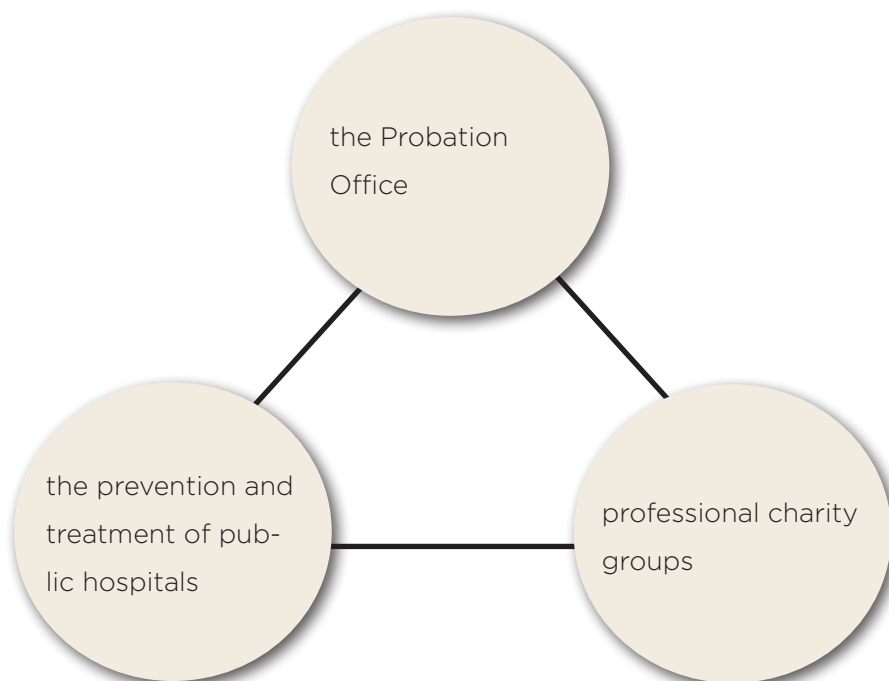 the Probation
Office
the prevention and
treatment of pub-
lic hospitals
professional charity
groups